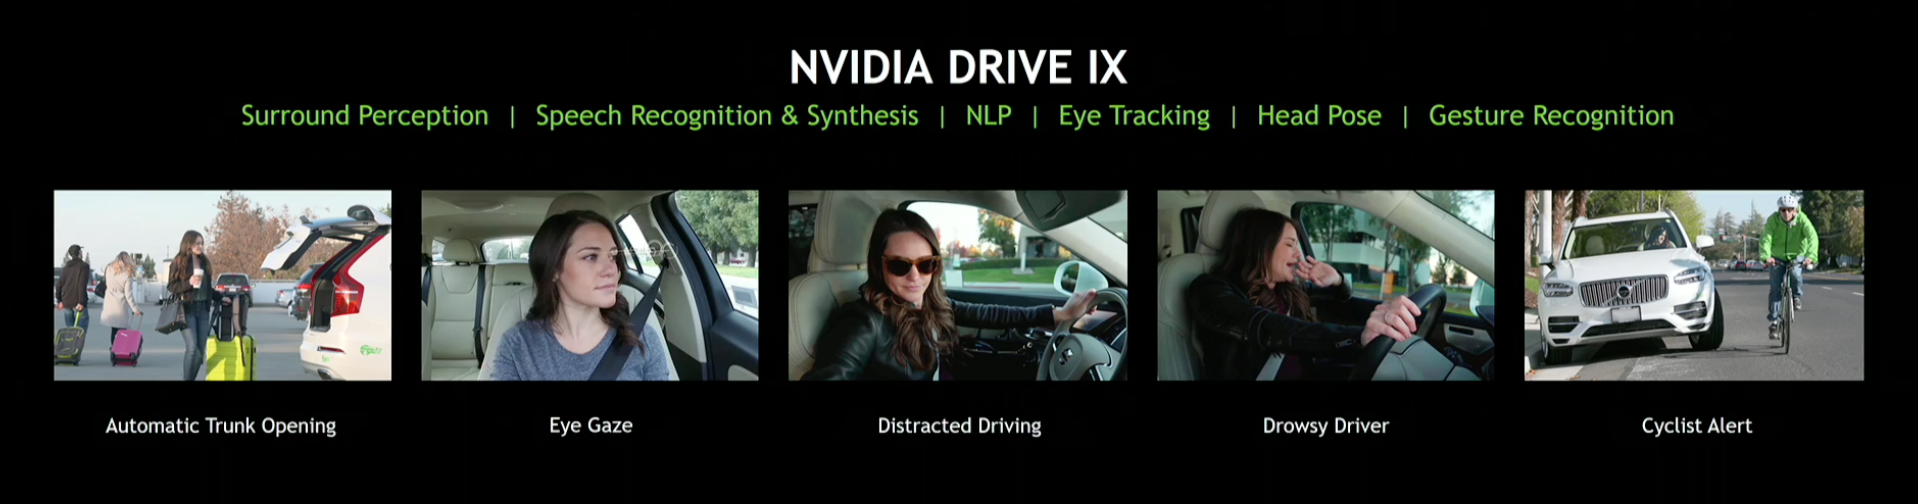 NVIDIA DRIVE IX
Surround Perception | Speech Recognition & Synthesis | NLP | Eye Tracking | Head Pose | Gesture Recognition
Automatic Trunk Opening
Eye Gaze
Distracted Driving
Drowsy Driver
Cyclist Alert